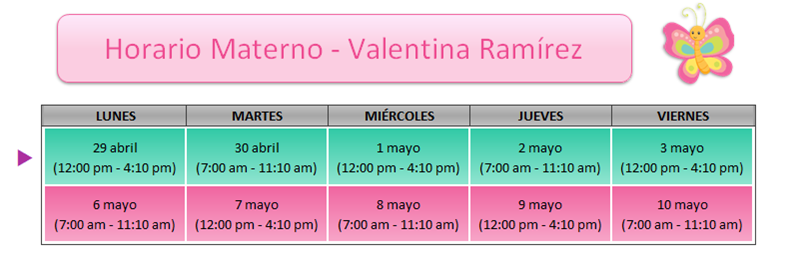 Horario Materno - Valentina Ramírez
LUNES MARTES MIÉRCOLES JUEVES VIERNES
29 abril 30 abril 1 mayo 2 mayo 3 mayo
(12:00 pm - 4:10 pm) (7:00 am - 11:10 am) (12:00 pm - 4:10 pm) (7:00 am - 11:10 am) (12:00 pm - 4:10 pm)
6 mayo 7 mayo 8 mayo 9 mayo 10 mayo
(7:00 am - 11:10 am) (12:00 pm - 4:10 pm) (7:00 am - 11:10 am) (12:00 pm - 4:10 pm) (7:00 am - 11:10 am)